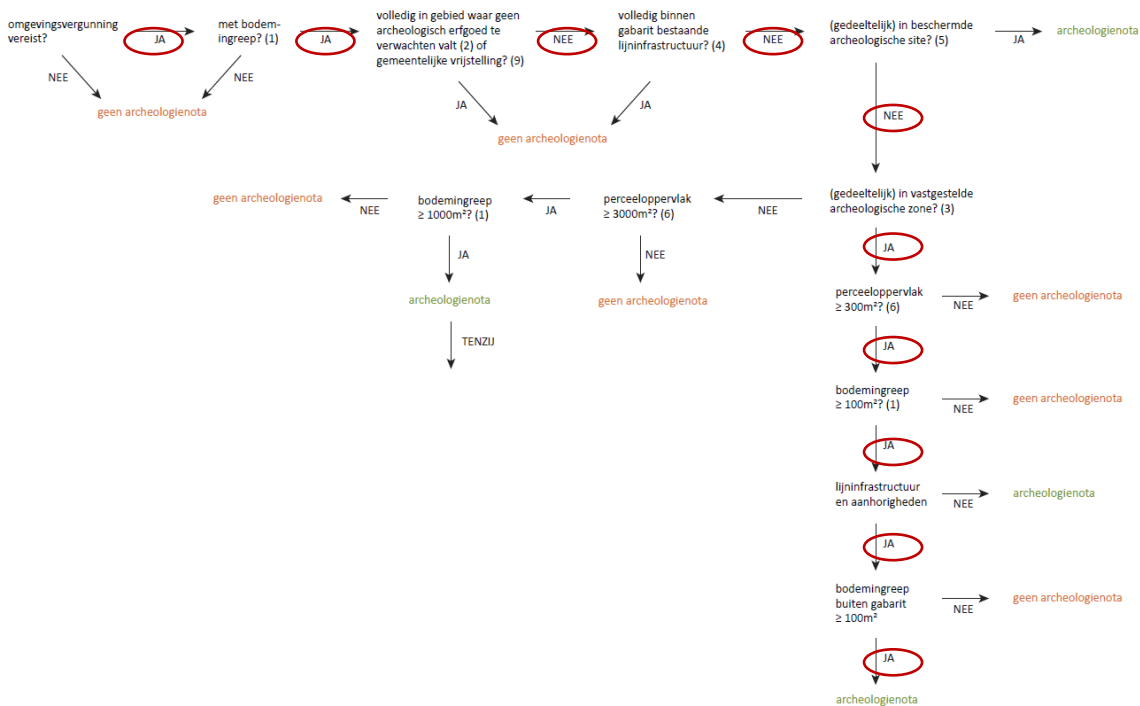 omgevingsvergunning
vereist?
JA
met bodem-
ingreep? (1)
JA
volledig in gebied waar geen
archeologisch erfgoed te
verwachten valt (2) of
gemeentelijke vrijstelling? (9)
NEE
volledig binnen
gabarit bestaande
lijninfrastructuur? (4)
NEE
(gedeeltelijk) in beschermde
archeologische site? (5)
JA
archeologienota
NEE
NEE
geen archeologienota
JA
JA
geen archeologienota
NEE
geen archeologienota
NEE
bodemingreep
≥ 1000m²? (1)
JA
perceeloppervlak
≥ 3000m²? (6)
NEE
(gedeeltelijk) in vastgestelde
archeologische zone? (3)
JA
NEE
JA
archeologienota
geen archeologienota
perceeloppervlak
≥ 300m²? (6)
NEE
geen archeologienota
TENZIJ
JA
bodemingreep
≥ 100m²? (1)
NEE
geen archeologienota
JA
lijninfrastructuur
en aanhorigheden
NEE
archeologienota
JA
bodemingreep
buiten gabarit
≥ 100m²
NEE
geen archeologienota
JA
archeologienota